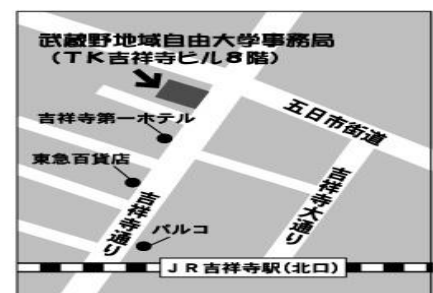 武蔵野地域自由大学事務局
（ＴＫ吉祥寺ビル８階）
五日市街道
吉祥寺第一ホテル
東急百貨店
吉祥寺大通り
吉祥寺通り
パルコ
ＪＲ吉祥寺駅(北口)